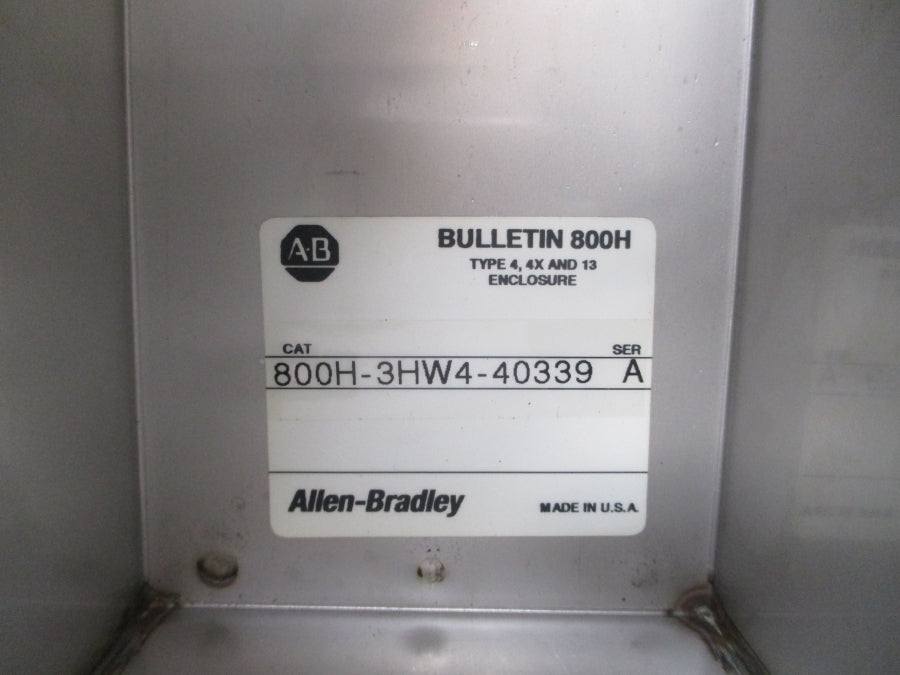 A-B
BULLETIN 800H
TYPE 4, 4X AND 13
ENCLOSURE
CAT SER
800H-3HW4-40339 A
Allen-Bradley MADE IN U.S.A.